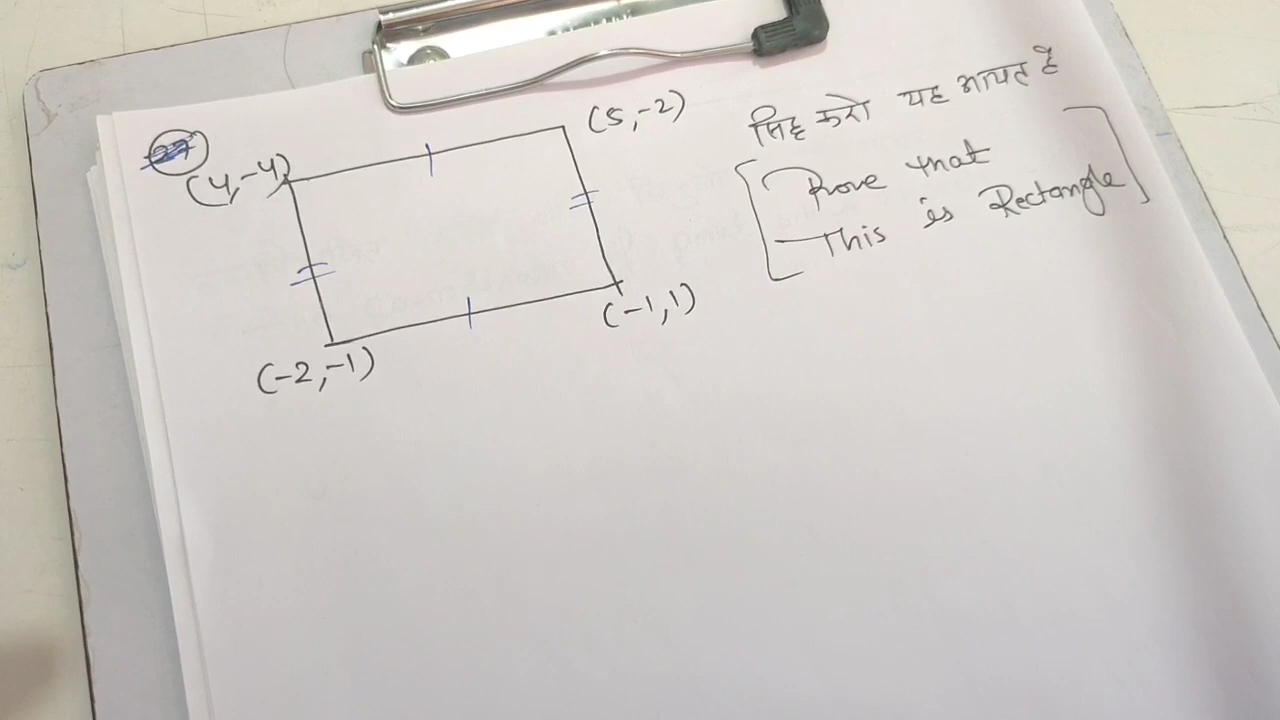 (4,-4)
(5,-2)
(-1,1)
(-2,-1)
सिद्ध करो यह आयत है
Prove that
This is Rectangle